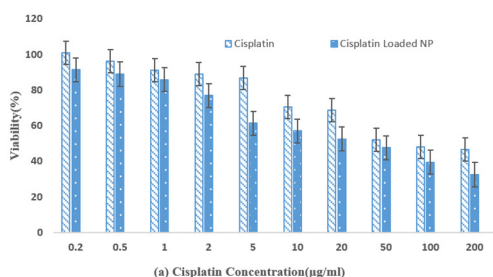 120
100
80
60
40
20
0
Viability(%)
Cisplatin
Cisplatin Loaded NP
0.2 0.5 1 2 5 10 20 50 100 200
(a) Cisplatin Concentration(µg/ml)